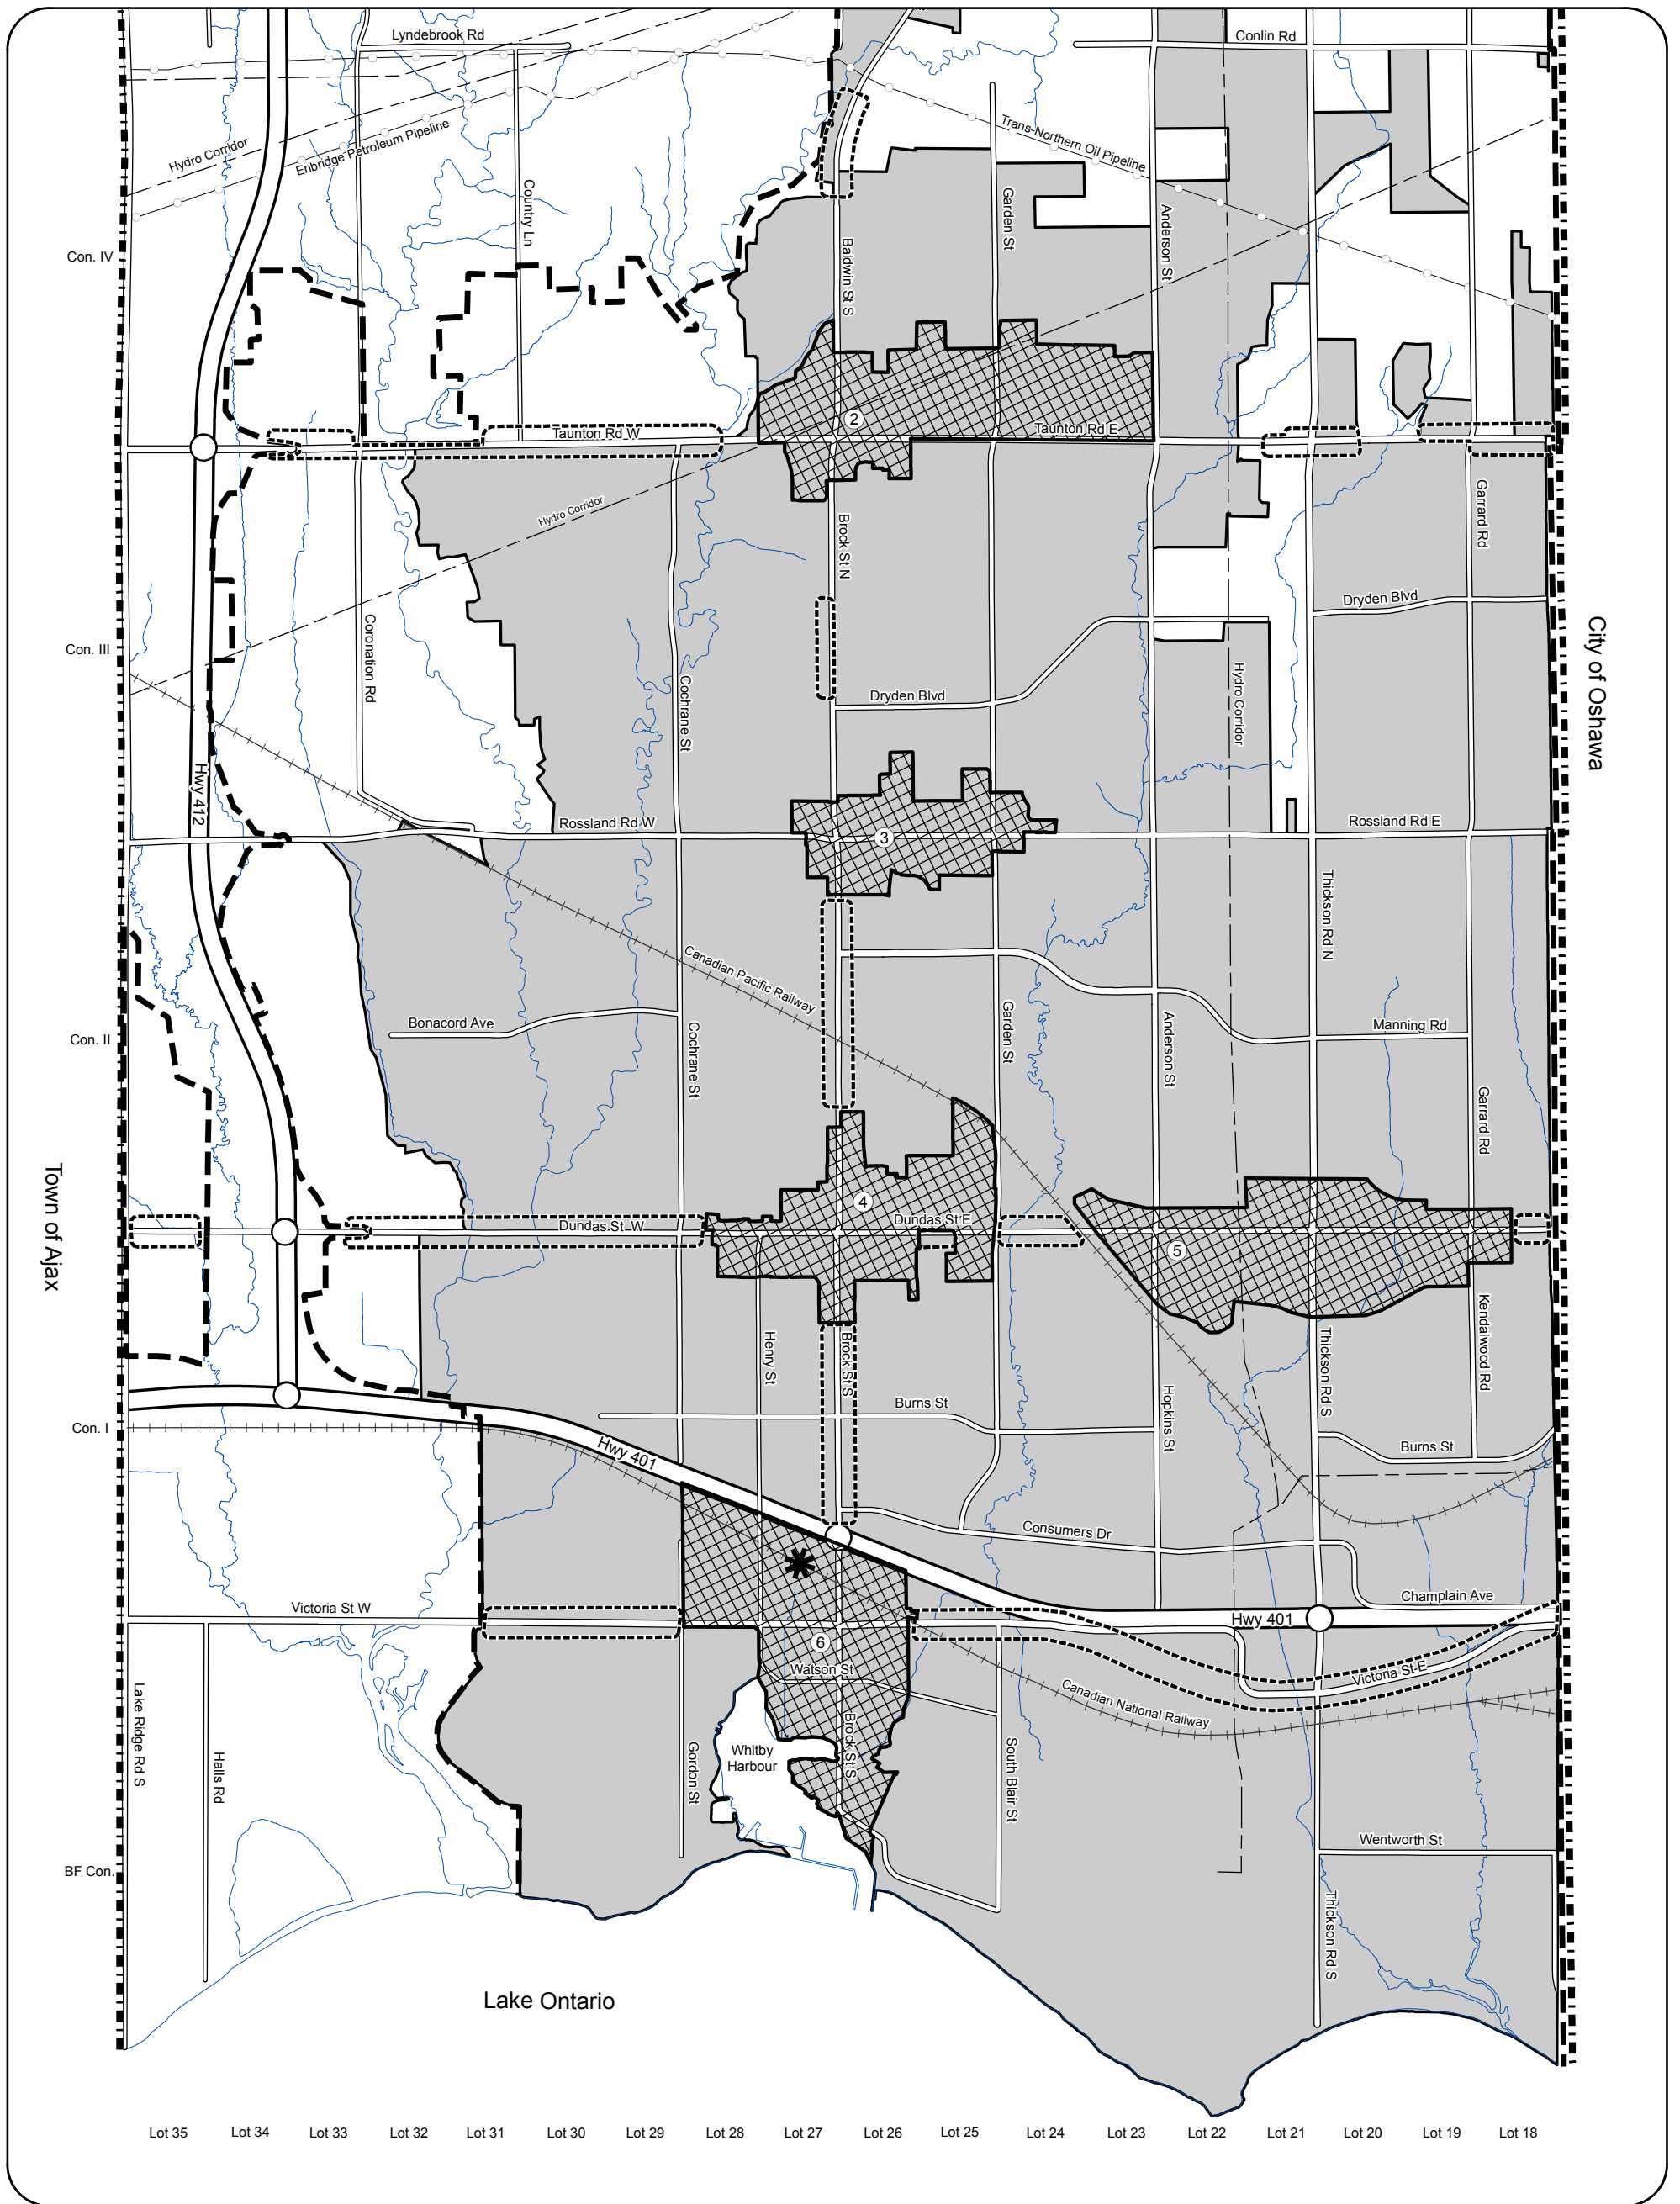 Lyndebrook Rd
Conlin Rd
Hydro Corridor
Enbridge Petroleum Pipeline
Trans-Northern Oil Pipeline
Country Ln
Garden St
Anderson St
Baldwin St S
Con. IV
2
Taunton Rd W
Taunton Rd E
Hydro Corridor
Brock St N
Garrard Rd
Dryden Blvd
Con. III
Coronation Rd
Cochrane St
Dryden Blvd
Hydro Corridor
City of Oshawa
Hwy 412
Rossland Rd W
3
Rossland Rd E
Thickson Rd N
Canadian Pacific Railway
Bonacord Ave
Cochrane St
Garden St
Anderson St
Manning Rd
Con. II
Garrard Rd
Town of Ajax
4
Dundas St W
Dundas St E
5
Henry St
Brock St S
Kendalwood Rd
Thickson Rd S
Burns St
Hopkins St
Con. I
Hwy 401
Burns St
Consumers Dr
Champlain Ave
Victoria St W
Hwy 401
6
Watson St
Victoria St E
Canadian National Railway
Lake Ridge Rd S
Halls Rd
Gordon St
Whitby
Harbour
Brock St S
South Blair St
Wentworth St
BF Con.
Thickson Rd S
Lake Ontario
Lot 35 Lot 34 Lot 33 Lot 32 Lot 31 Lot 30 Lot 29 Lot 28 Lot 27 Lot 26 Lot 25 Lot 24 Lot 23 Lot 22 Lot 21 Lot 20 Lot 19 Lot 18